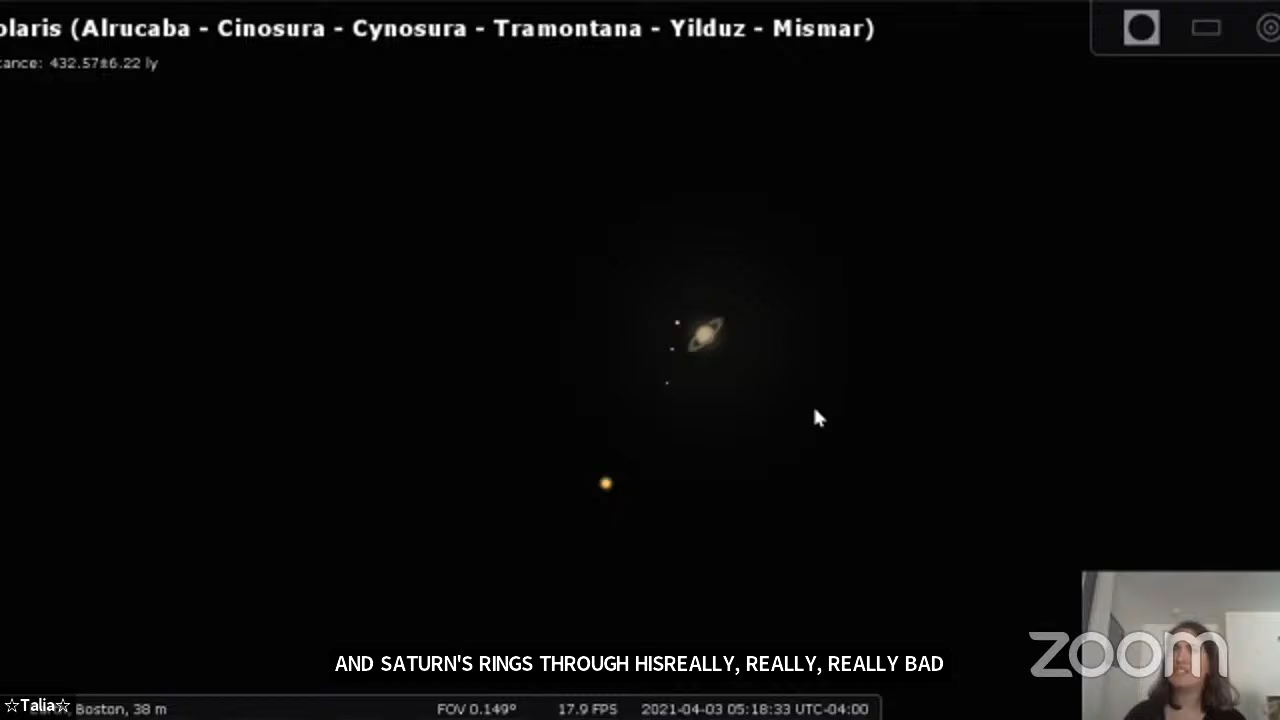 olaris (Alrucaba - Cinosura - Cynosura - Tramontana - Yilduz - Mismar)
tance: 432.57±6.22 ly
AND SATURN'S RINGS THROUGH HISREALLY, REALLY, REALLY BAD
zoom
☆Talia☆
Boston, 38 m
FOV 0.149°
17.9 FPS
2021-04-03 05:18:33 UTC-04:00